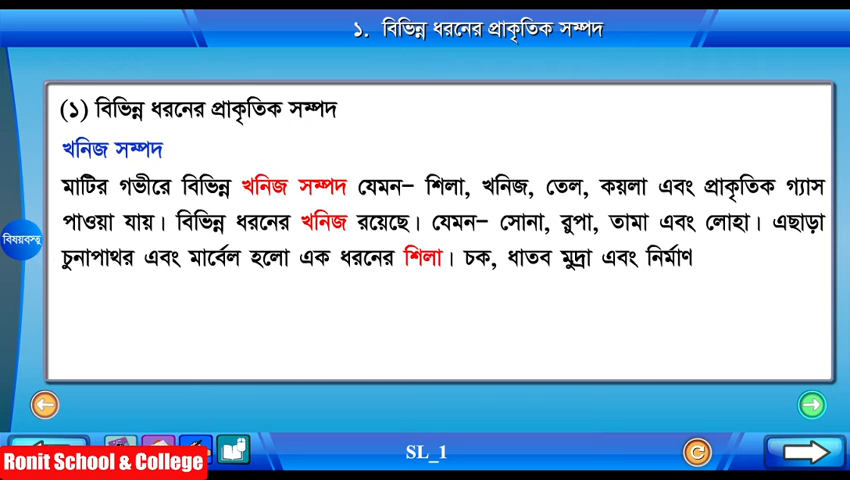 ১. বিভিন্ন ধরনের প্রাকৃতিক সম্পদ
(১) বিভিন্ন ধরনের প্রাকৃতিক সম্পদ
খনিজ সম্পদ
মাটির গভীরে বিভিন্ন খনিজ সম্পদ যেমন– শিলা, খনিজ, তেল, কয়লা এবং প্রাকৃতিক গ্যাস
পাওয়া যায়। বিভিন্ন ধরনের খনিজ রয়েছে। যেমন– সোনা, রুপা, তামা এবং লোহা। এছাড়া
চুনাপাথর এবং মার্বেল হলো এক ধরনের শিলা। চক, ধাতব মুদ্রা এবং নির্মাণ
বিষয়বস্তু
SL_1
Ronit School & College